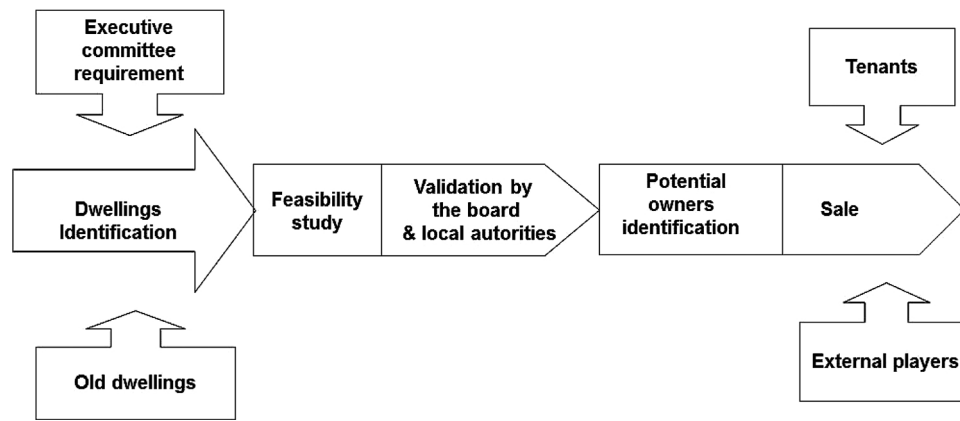 Executive
committee
requirement
Tenants
Dwellings
Identification
Feasibility
study
Validation by
the board
& local autorities
Potential
owners
identification
Sale
Old dwellings
External players